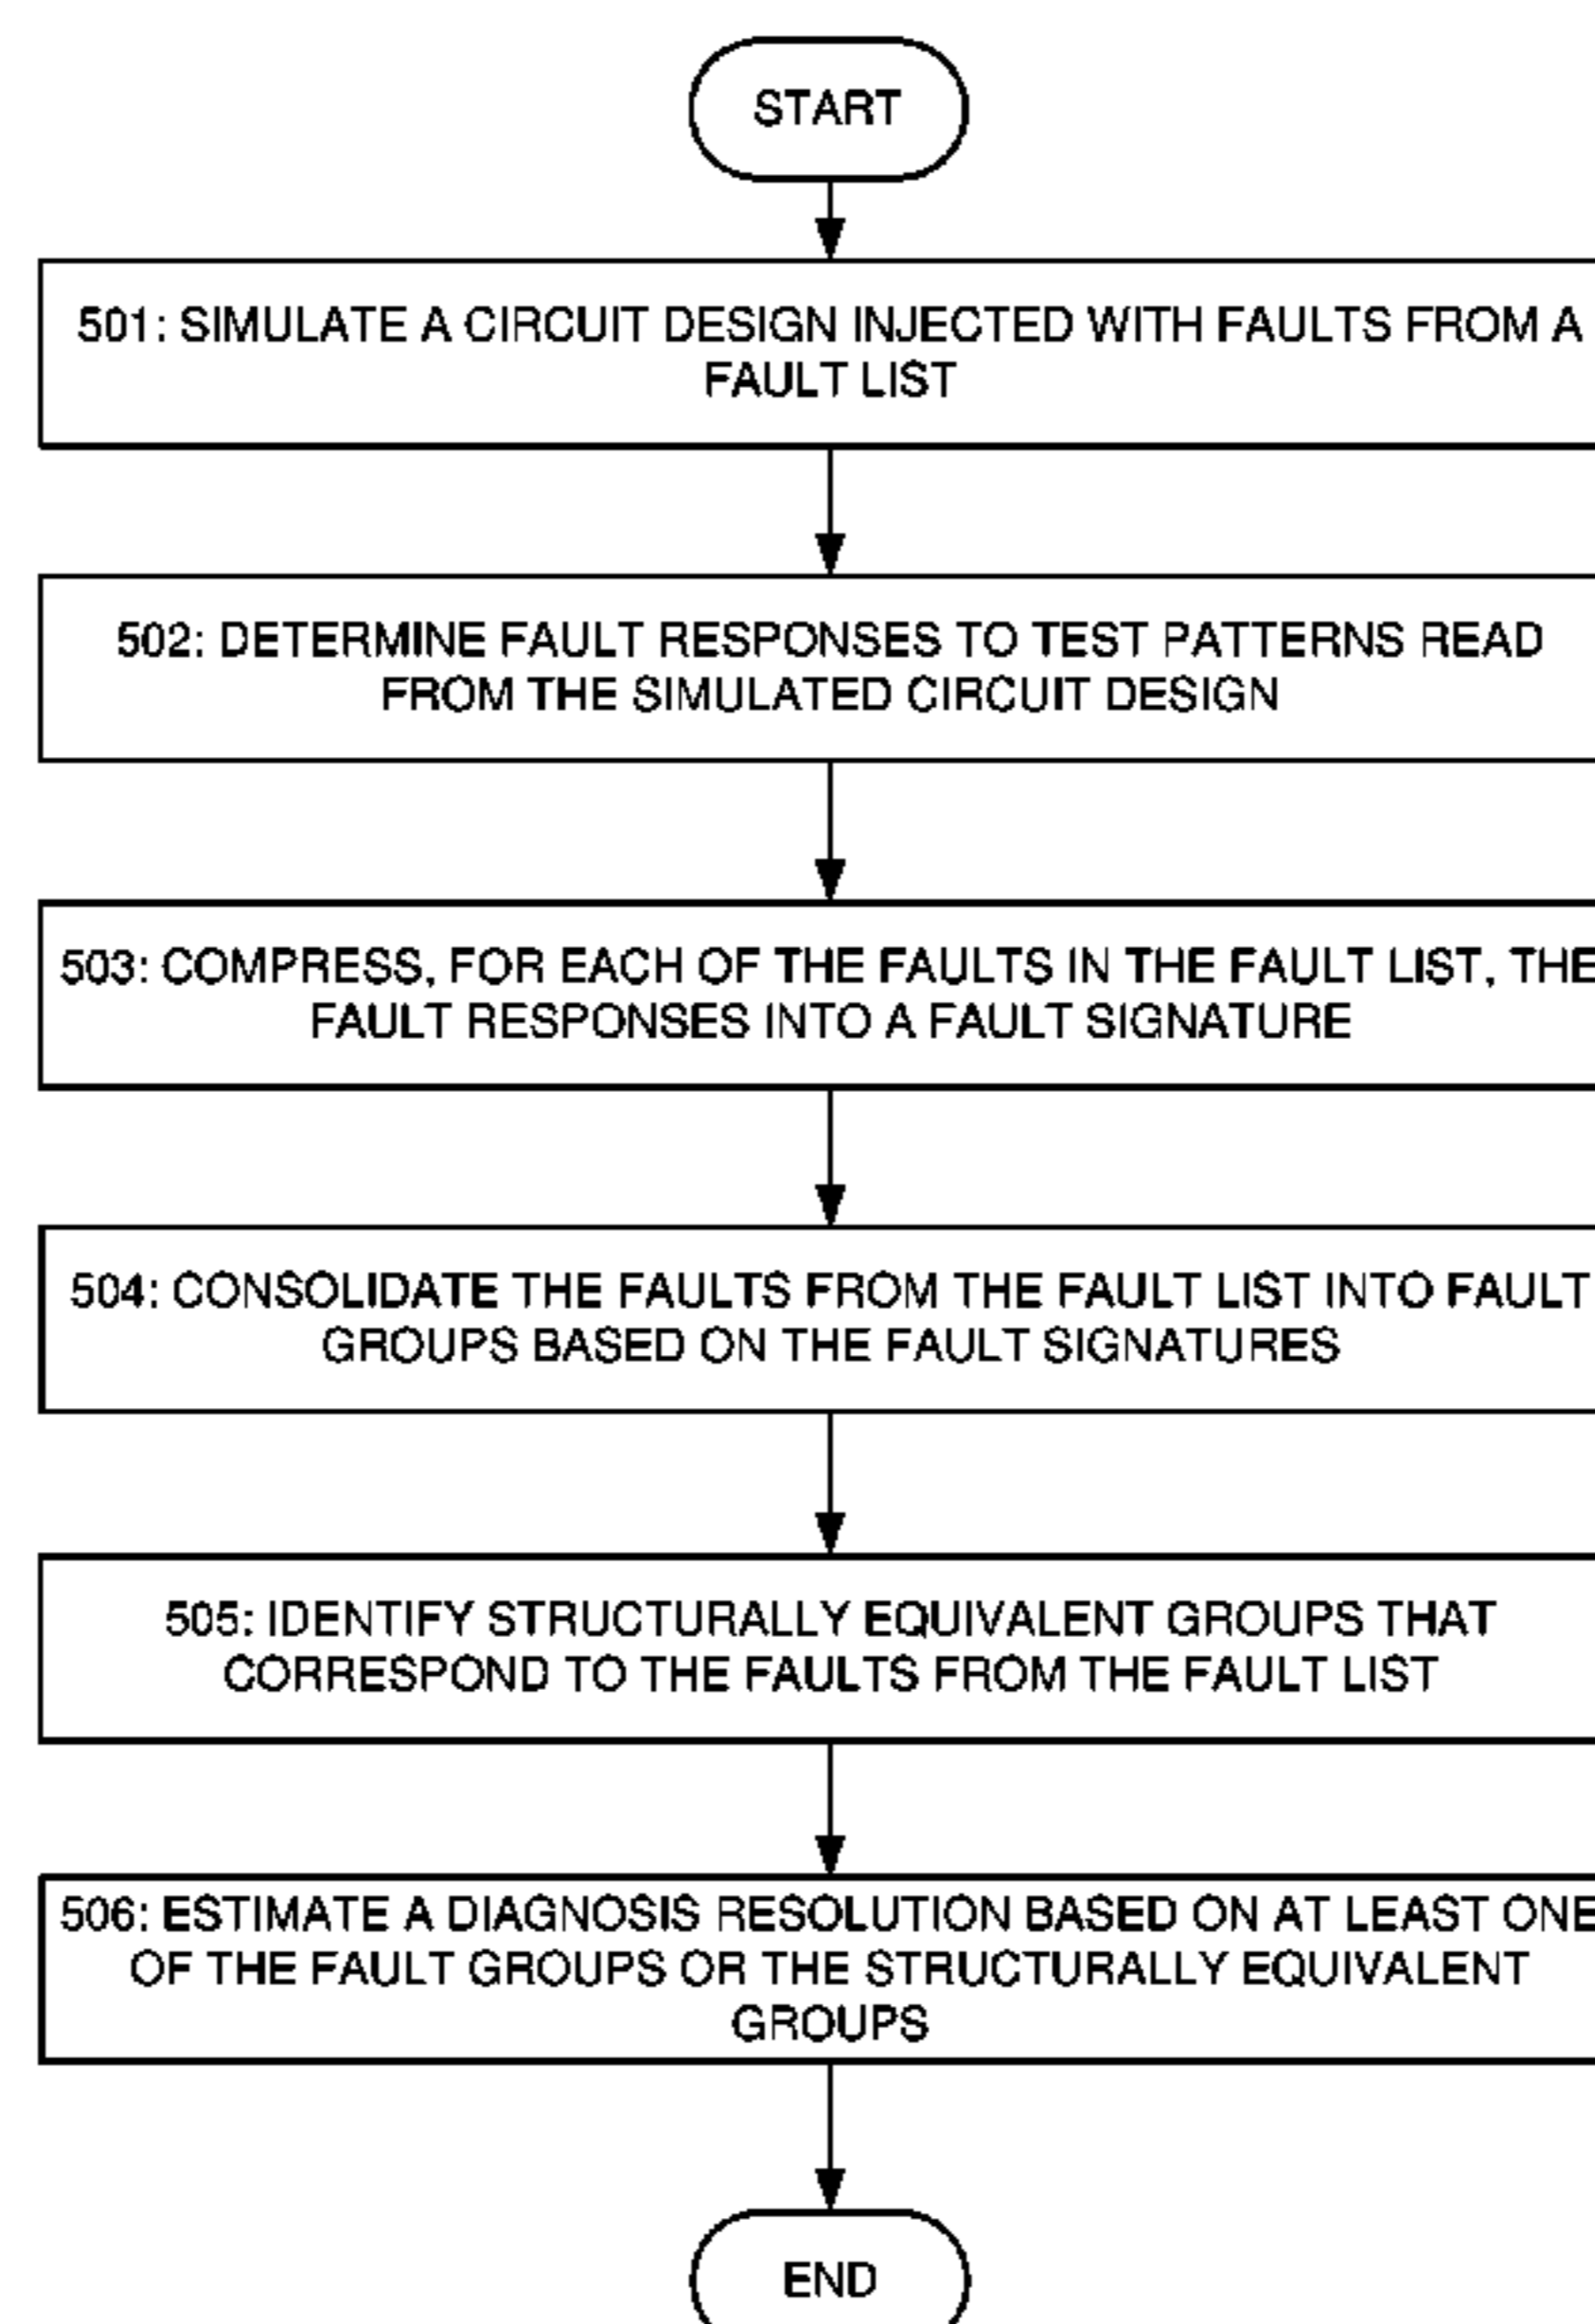 START
501: SIMULATE A CIRCUIT DESIGN INJECTED WITH FAULTS FROM A
FAULT LIST
502: DETERMINE FAULT RESPONSES TO TEST PATTERNS READ
FROM THE SIMULATED CIRCUIT DESIGN
503: COMPRESS, FOR EACH OF THE FAULTS IN THE FAULT LIST, THE
FAULT RESPONSES INTO A FAULT SIGNATURE
504: CONSOLIDATE THE FAULTS FROM THE FAULT LIST INTO FAULT
GROUPS BASED ON THE FAULT SIGNATURES
505: IDENTIFY STRUCTURALLY EQUIVALENT GROUPS THAT
CORRESPOND TO THE FAULTS FROM THE FAULT LIST
506: ESTIMATE A DIAGNOSIS RESOLUTION BASED ON AT LEAST ONE
OF THE FAULT GROUPS OR THE STRUCTURALLY EQUIVALENT
GROUPS
END